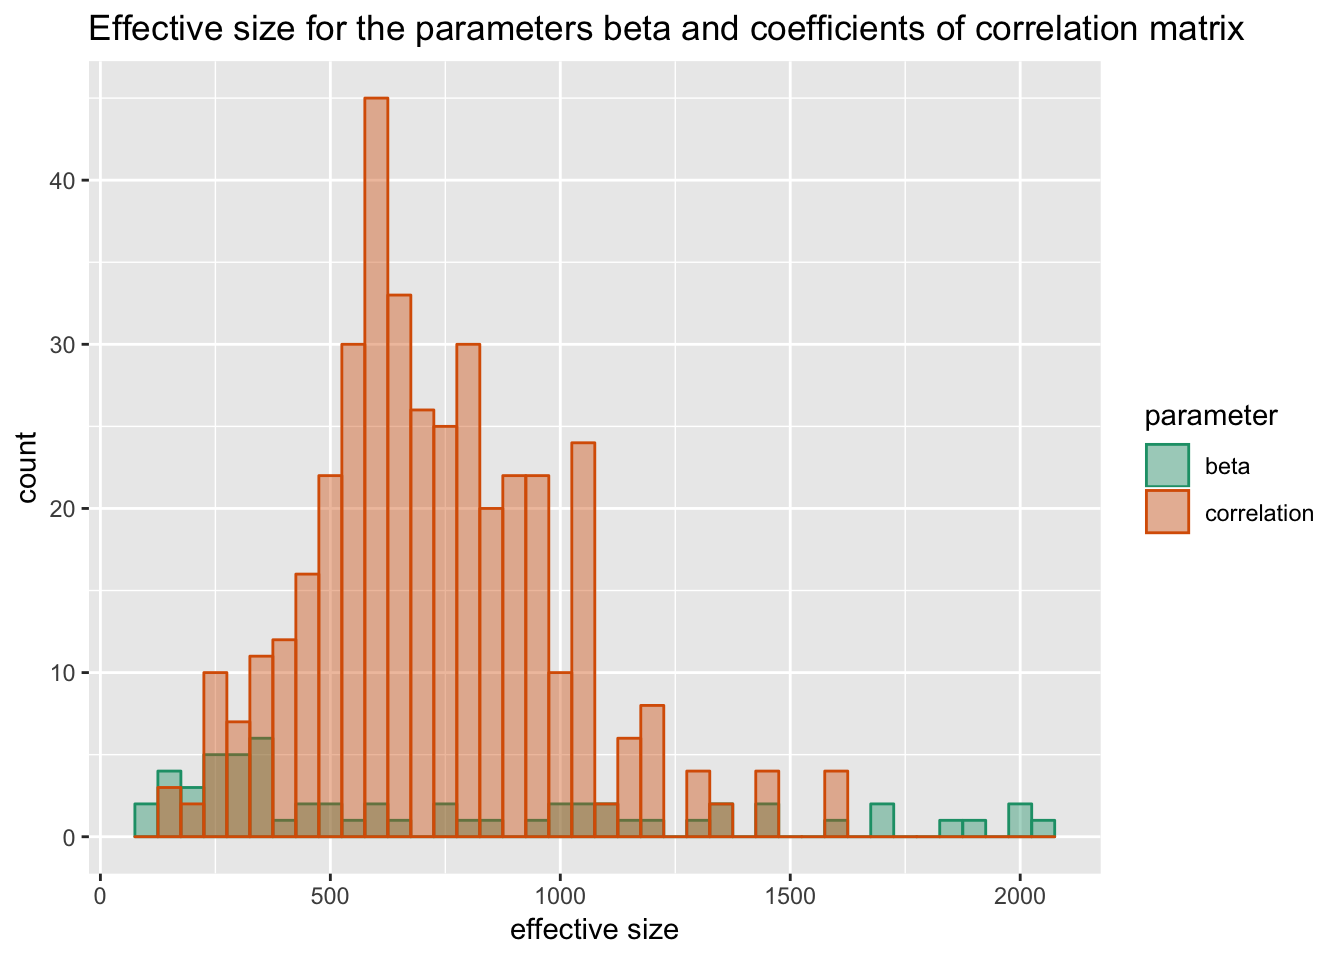 Effective size for the parameters beta and coefficients of correlation matrix
40
30
20
10
0
count
0 500 1000 1500 2000
effective size
parameter
beta
correlation